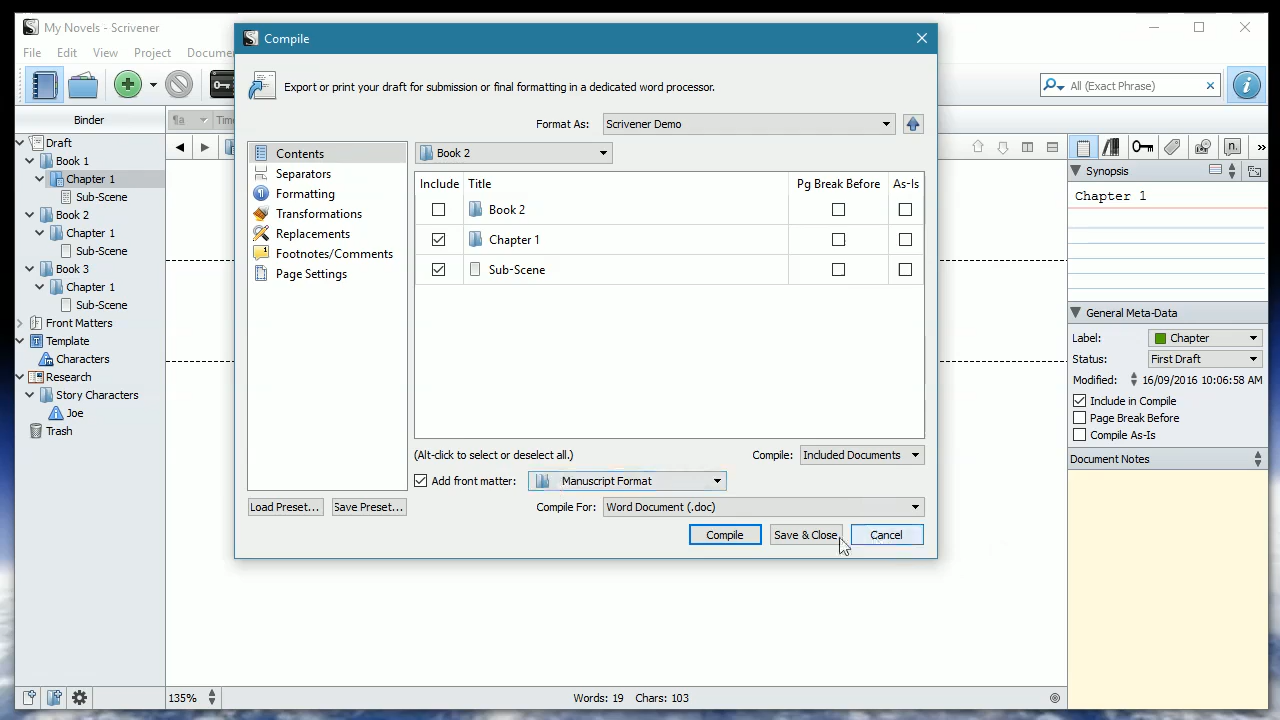 My Novels - Scrivener
File Edit View Project Docum
Compile
Export or print your draft for submission or final formatting in a dedicated word processor.
All (Exact Phrase)
Format As: Scrivener Demo
Binder
Draft
Book 1
Chapter 1
Sub-Scene
Book 2
Chapter 1
Sub-Scene
Book 3
Chapter 1
Sub-Scene
Front Matters
Template
Characters
Research
Story Characters
Joe
Trash
Contents
Separators
Formatting
Transformations
Replacements
Footnotes/Comments
Page Settings
Load Preset...
Save Preset...
Book 2
Include Title Pg Break Before As-Is
Book 2
Chapter 1
Sub-Scene
(Alt-click to select or deselect all.)
Compile: Included Documents
Add front matter: Manuscript Format
Compile For: Word Document (.doc)
Compile
Save & Close
Cancel
Synopsis
Chapter 1
General Meta-Data
Label: Chapter
Status: First Draft
Modified: 16/09/2016 10:06:58 AM
Include in Compile
Page Break Before
Compile As-Is
Document Notes
135%
Words: 19 Chars: 103